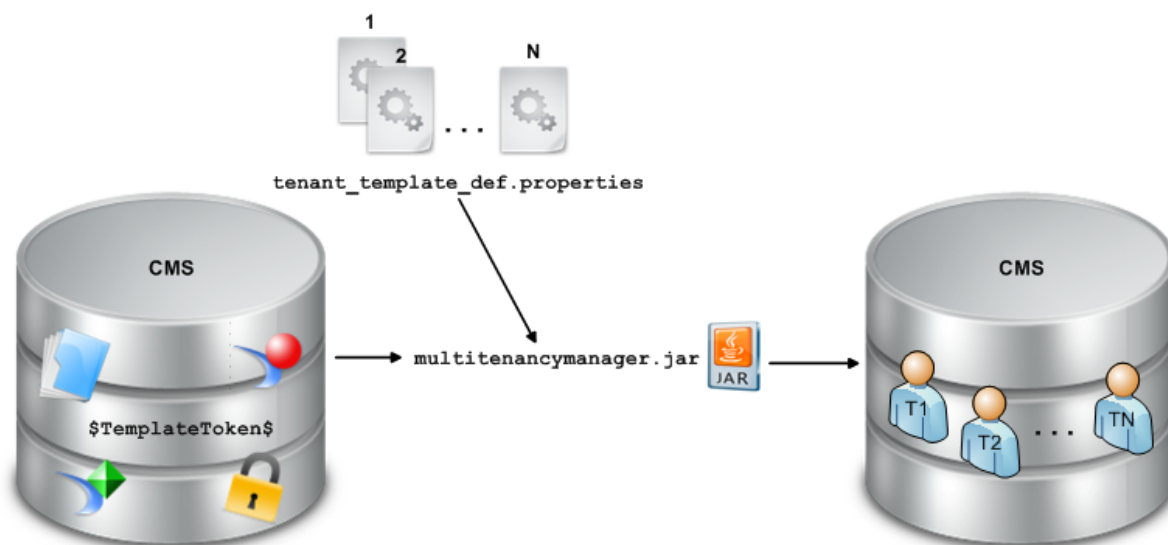 1
2
N
. . .
tenant_template_def.properties
CMS
CMS
multitenancymanager.jar
JAR
$TemplateToken$
T1
T2
. . .
TN